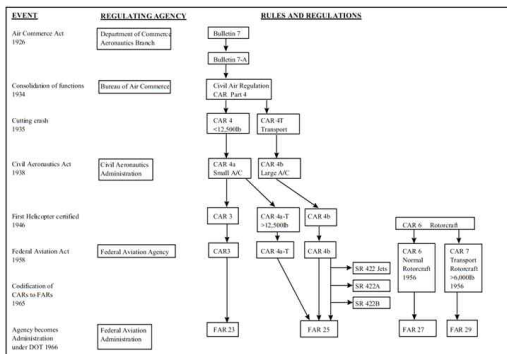 EVENT
REGULATING AGENCY
RULES AND REGULATIONS
Air Commerce Act
1926
Department of Commerce
Aeronautics Branch
Bulletin 7
Bulletin 7-A
Consolidation of functions
1934
Bureau of Air Commerce
Civil Air Regulation
CAR Part 4
Cutting crash
1935
CAR 4
<12,500lb
CAR 4T
Transport
Civil Aeronautics Act
1938
Civil Aeronautics
Administration
CAR 4a
Small A/C
CAR 4b
Large A/C
First Helicopter certified
1946
CAR 3
CAR 4a-T
>12,500lb
CAR 4b
CAR 6 Rotorcraft
Federal Aviation Act
1958
Federal Aviation Agency
CAR3
CAR 4a-T
CAR 4b
CAR 6
Normal
Rotorcraft
1956
CAR 7
Transport
Rotorcraft
>6,000lb
1956
SR 422 Jets
SR 422A
SR 422B
Codification of
CARs to FARs
1965
Agency becomes
Administration
under DOT 1966
Federal Aviation
Administration
FAR 23
FAR 25
FAR 27
FAR 29